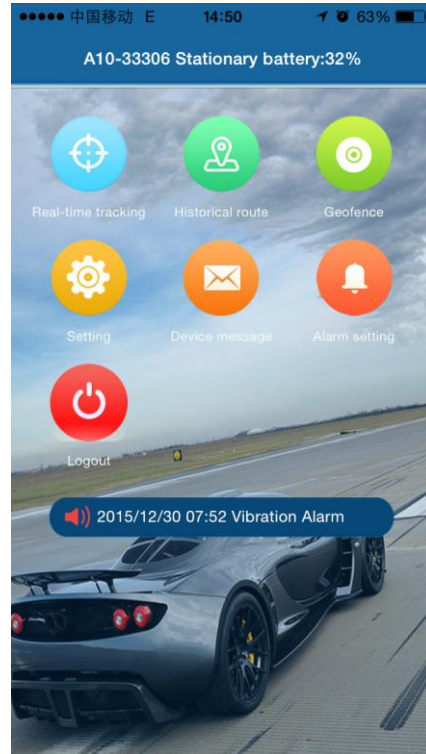 中国移动 E 14:50 63%
A10-33306 Stationary battery:32%
Real-time tracking Historical route Geofence
Setting Device message Alarm setting
Logout
2015/12/30 07:52 Vibration Alarm